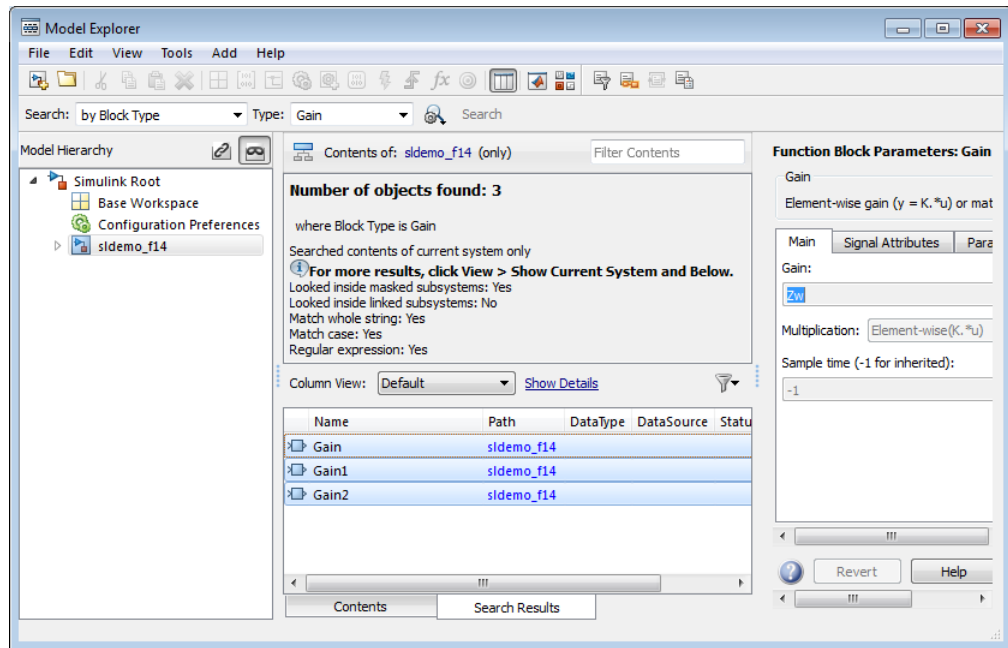 Model Explorer
File Edit View Tools Add Help
fx
Search: by Block Type Type: Gain Search
Model Hierarchy
Simulink Root
Base Workspace
Configuration Preferences
sldemo_f14
Contents of: sldemo_f14 (only) Filter Contents
Number of objects found: 3
where Block Type is Gain
Searched contents of current system only
For more results, click View > Show Current System and Below.
Looked inside masked subsystems: Yes
Looked inside linked subsystems: No
Match whole string: Yes
Match case: Yes
Regular expression: Yes
Column View: Default Show Details
Name Path DataType DataSource Statu
Gain sldemo_f14
Gain1 sldemo_f14
Gain2 sldemo_f14
Contents Search Results
Function Block Parameters: Gain
Gain
Element-wise gain (y = K.*u) or mat
Main Signal Attributes Para
Gain:
Zw
Multiplication: Element-wise(K.*u)
Sample time (-1 for inherited):
-1
Revert Help